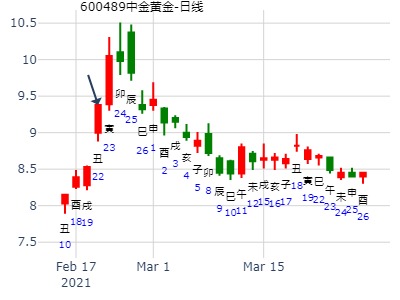 600489中金黄金-日线
10.5
10
9.5
9
8.5
8
7.5
丑
10
酉
18
戌
19
丑
22
寅
23
卯
24
辰
25
巳
26
申
1
酉
2
戌
3
亥
4
子
5
卯
8
辰
9
巳
10
午
11
未
12
戌
15
亥
16
子
17
丑
18
寅
19
巳
22
午
23
未
24
申
25
酉
26
Feb 17
2021
Mar 1
Mar 15